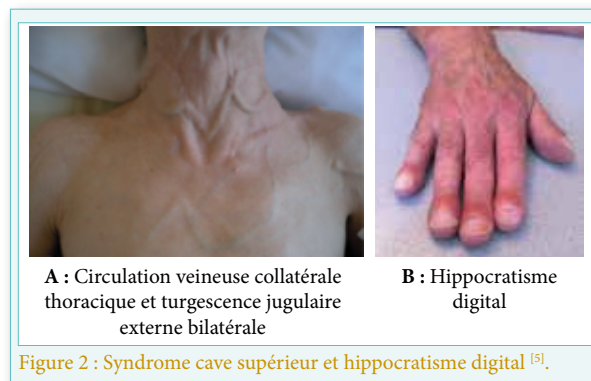 A : Circulation veineuse collatérale
thoracique et turgescence jugulaire
externe bilatérale
B : Hippocratisme
digital
Figure 2 : Syndrome cave supérieur et hippocratisme digital [5].